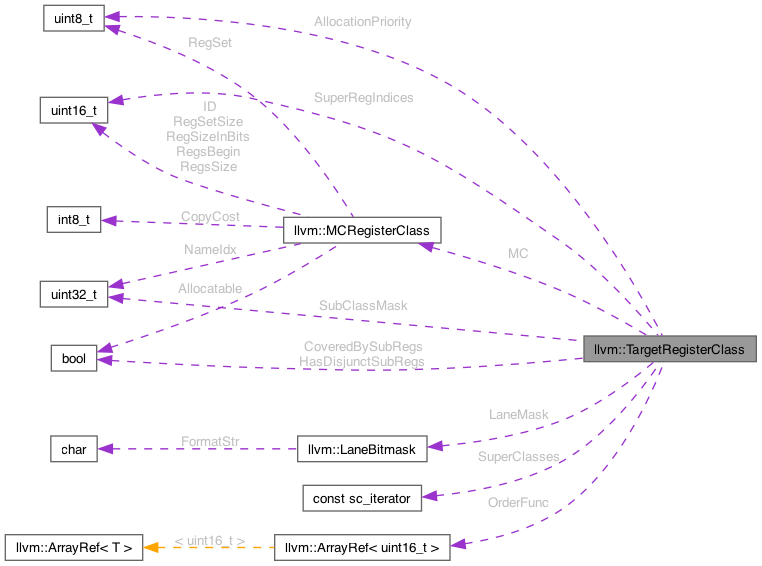 uint8_t
AllocationPriority
RegSet
uint16_t
SuperRegIndices
ID
RegSetSize
RegSizeInBits
RegsBegin
RegsSize
int8_t
CopyCost
llvm::MCRegisterClass
NameIdx
MC
uint32_t
Allocatable
SubClassMask
bool
CoveredBySubRegs
HasDisjunctSubRegs
llvm::TargetRegisterClass
LaneMask
char
FormatStr
llvm::LaneBitmask
SuperClasses
const sc_iterator
OrderFunc
llvm::ArrayRef< T >
< uint16_t >
llvm::ArrayRef< uint16_t >